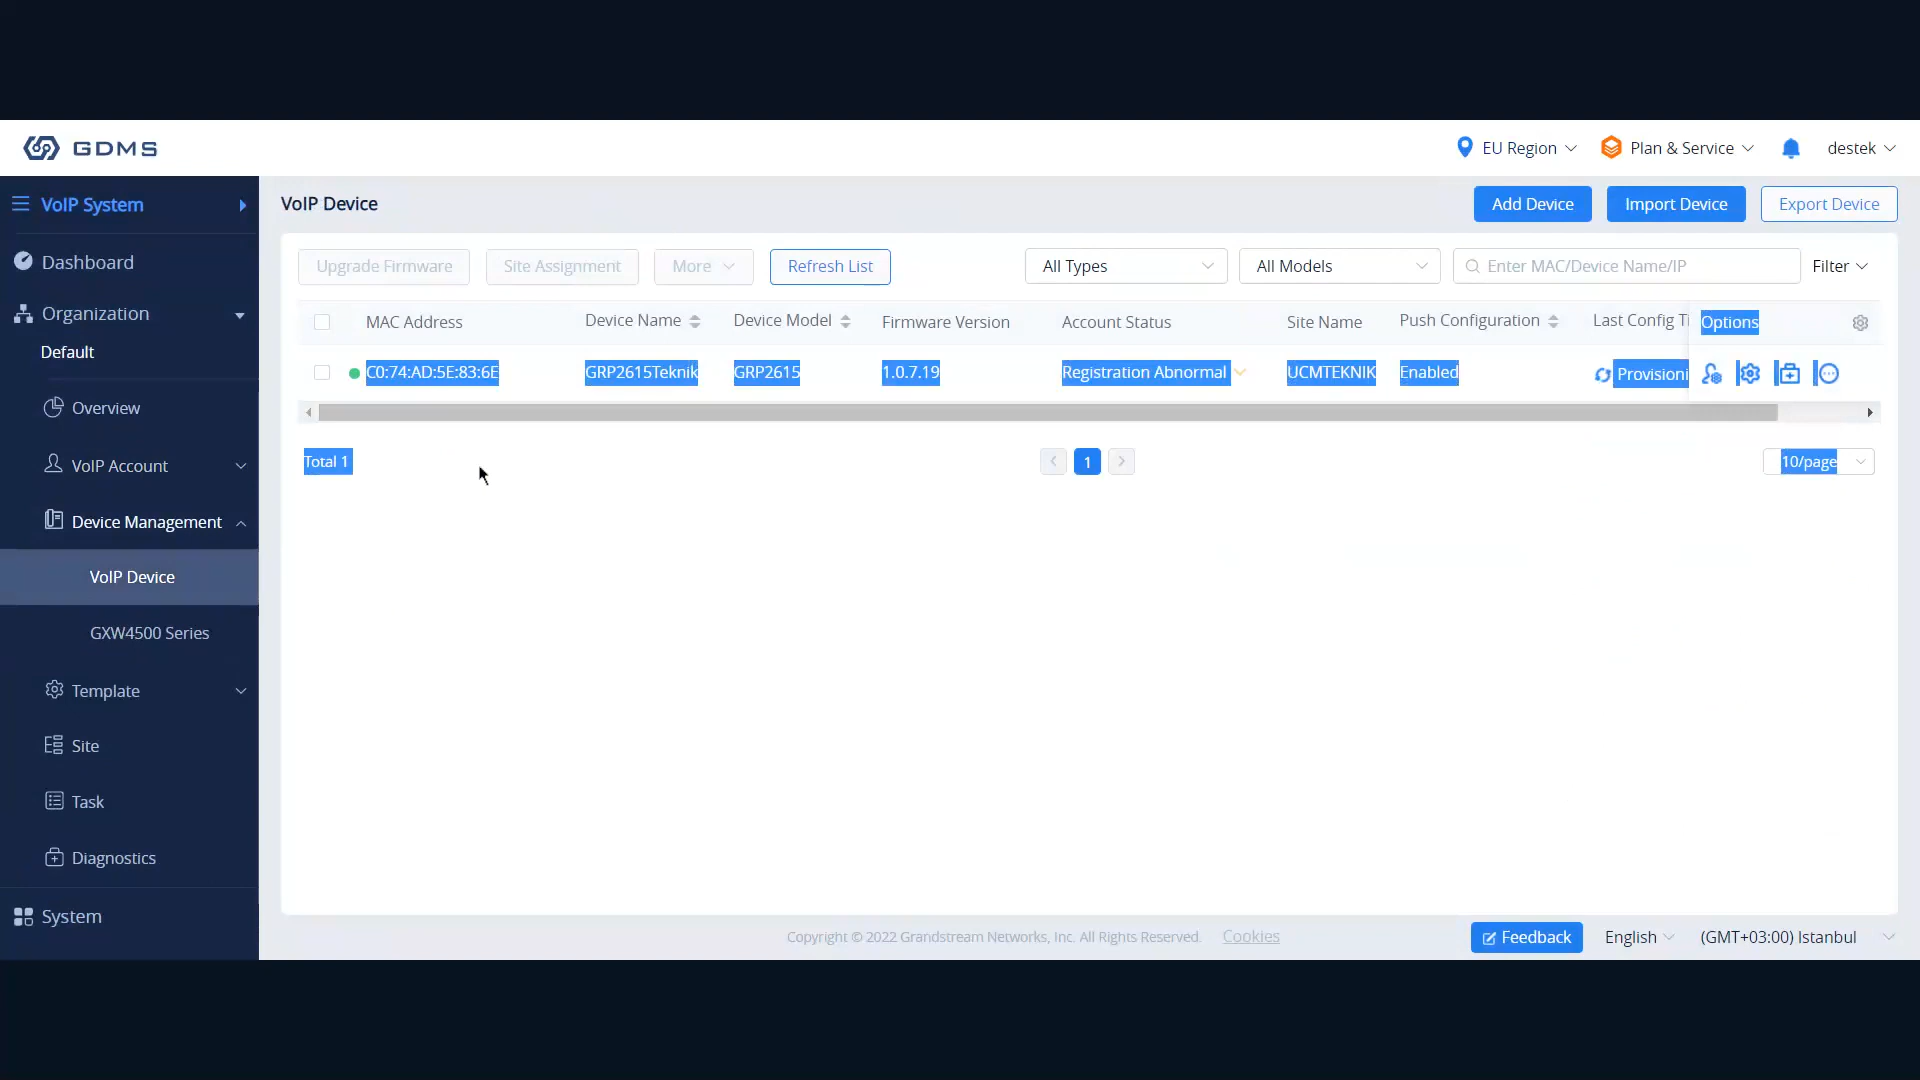 GDMS
EU Region
Plan & Service
destek
VoIP System
VoIP Device
Add Device
Import Device
Export Device
Dashboard
Organization
Default
Overview
VoIP Account
Device Management
VoIP Device
GXW4500 Series
Template
Site
Task
Diagnostics
System
Upgrade Firmware
Site Assignment
More
Refresh List
All Types
All Models
Enter MAC/Device Name/IP
Filter
MAC Address Device Name Device Model Firmware Version Account Status Site Name Push Configuration Last Config Ti Options
C0:74:AD:5E:83:6E GRP2615Teknik GRP2615 1.0.7.19 Registration Abnormal UCMTEKNIK Enabled Provisioni
Total 1
1
10/page
Copyright © 2022 Grandstream Networks, Inc. All Rights Reserved. Cookies
Feedback
English
(GMT+03:00) Istanbul